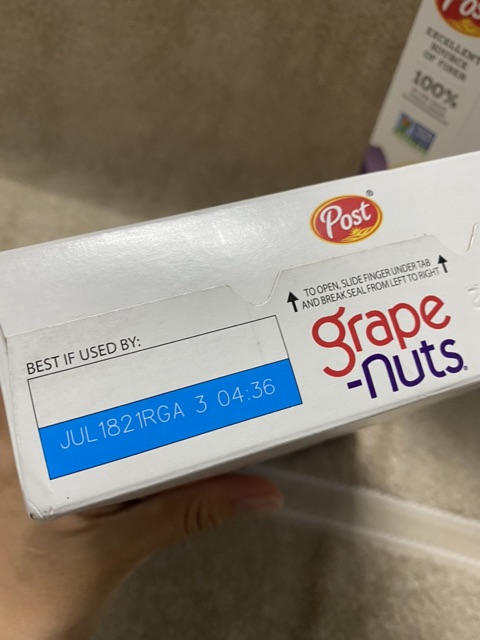 Post
EXCELLENT
SOURCE
OF FIBER
100%
Post®
TO OPEN, SLIDE FINGER UNDER TAB
AND BREAK SEAL FROM LEFT TO RIGHT
grape
-nuts®
BEST IF USED BY:
JUL1821RGA 3 04:36